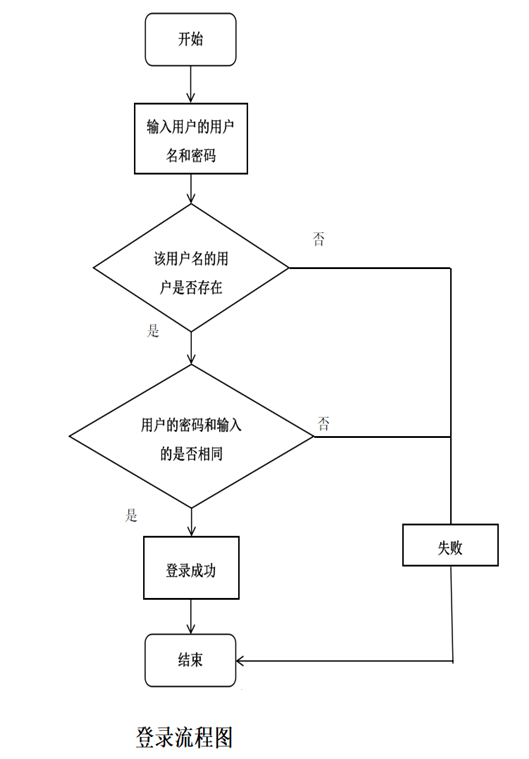 开始
输入用户的用户
名和密码
该用户名的用
户是否存在
否
是
用户的密码和输入
的是否相同
否
是
登录成功
失败
结束
登录流程图